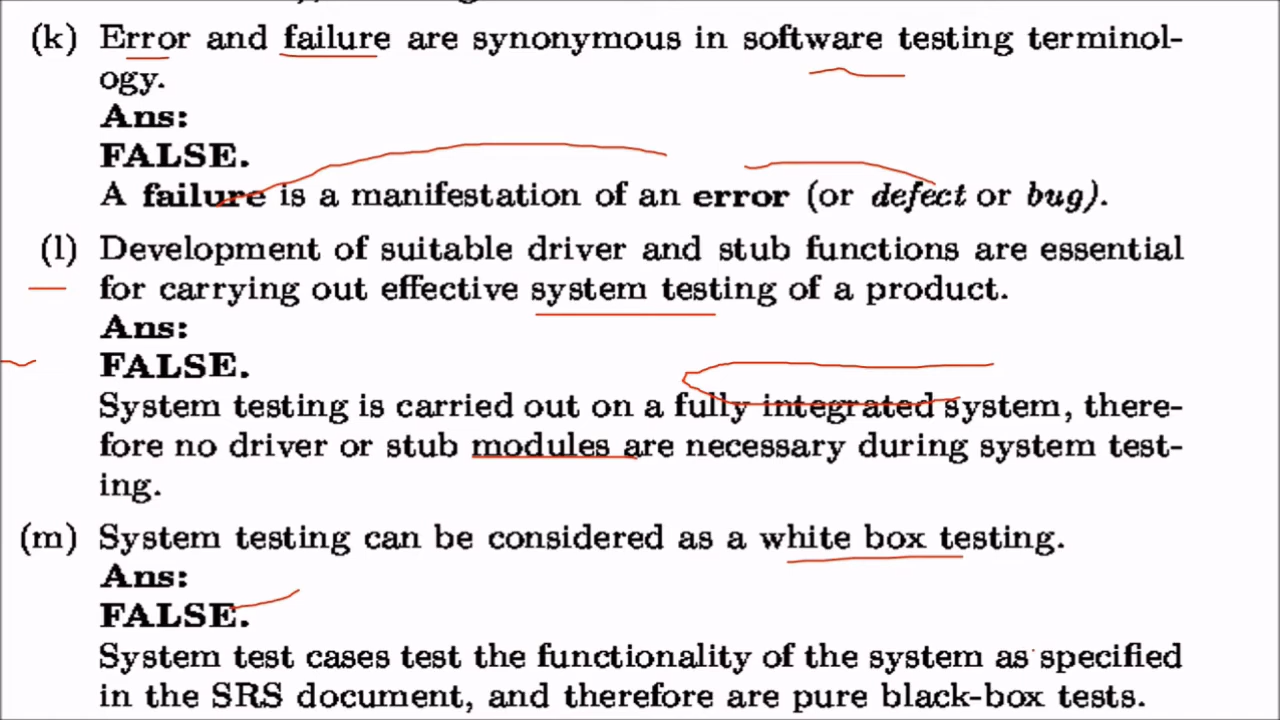 (k) Error and failure are synonymous in software testing terminol-
ogy.
Ans:
FALSE.
A failure is a manifestation of an error (or defect or bug).
(l) Development of suitable driver and stub functions are essential
for carrying out effective system testing of a product.
Ans:
FALSE.
System testing is carried out on a fully integrated system, there-
fore no driver or stub modules are necessary during system test-
ing.
(m) System testing can be considered as a white box testing.
Ans:
FALSE.
System test cases test the functionality of the system as specified
in the SRS document, and therefore are pure black-box tests.